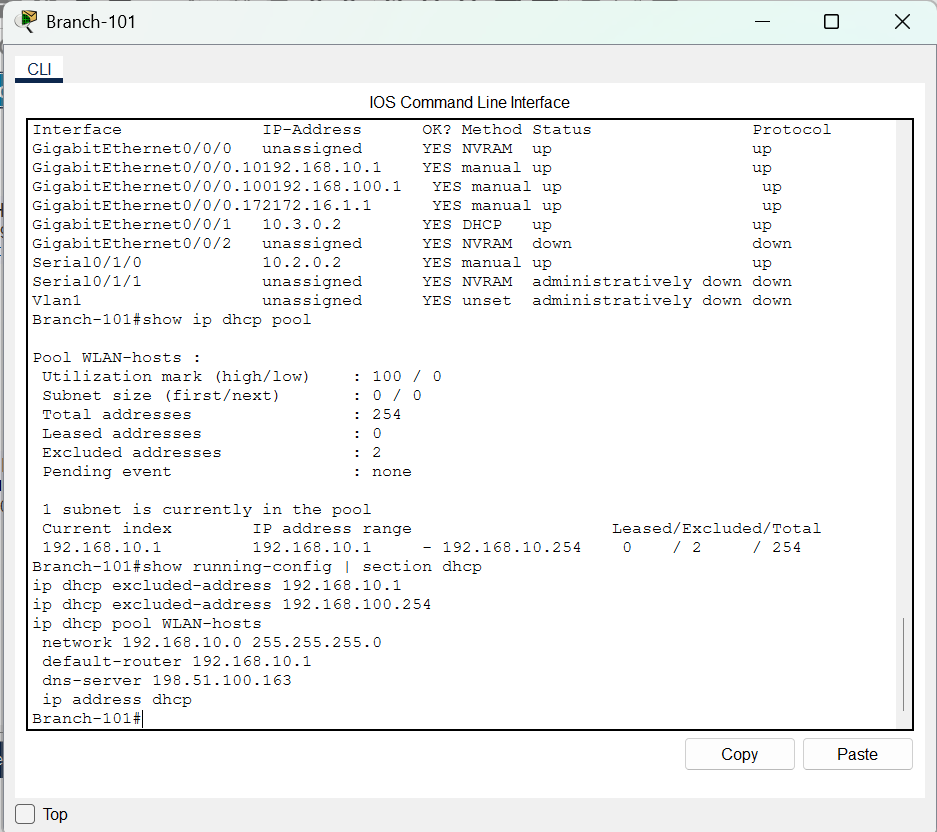 Branch-101
CLI
IOS Command Line Interface
Interface              IP-Address      OK? Method Status                Protocol
GigabitEthernet0/0/0   unassigned      YES NVRAM  up                    up
GigabitEthernet0/0/0.10192.168.10.1    YES manual up                    up
GigabitEthernet0/0/0.100192.168.100.1   YES manual up                    up
GigabitEthernet0/0/0.172172.16.1.1      YES manual up                    up
GigabitEthernet0/0/1   10.3.0.2        YES DHCP   up                    up
GigabitEthernet0/0/2   unassigned      YES NVRAM  down                  down
Serial0/1/0            10.2.0.2        YES manual up                    up
Serial0/1/1            unassigned      YES NVRAM  administratively down down
Vlan1                  unassigned      YES unset  administratively down down
Branch-101#show ip dhcp pool
Pool WLAN-hosts :
 Utilization mark (high/low)    : 100 / 0
 Subnet size (first/next)       : 0 / 0
 Total addresses                : 254
 Leased addresses               : 0
 Excluded addresses             : 2
 Pending event                  : none
 1 subnet is currently in the pool
 Current index        IP address range                    Leased/Excluded/Total
 192.168.10.1         192.168.10.1     - 192.168.10.254    0    / 2     / 254
Branch-101#show running-config | section dhcp
ip dhcp excluded-address 192.168.10.1
ip dhcp excluded-address 192.168.100.254
ip dhcp pool WLAN-hosts
 network 192.168.10.0 255.255.255.0
 default-router 192.168.10.1
 dns-server 198.51.100.163
 ip address dhcp
Branch-101#
Copy Paste
Top